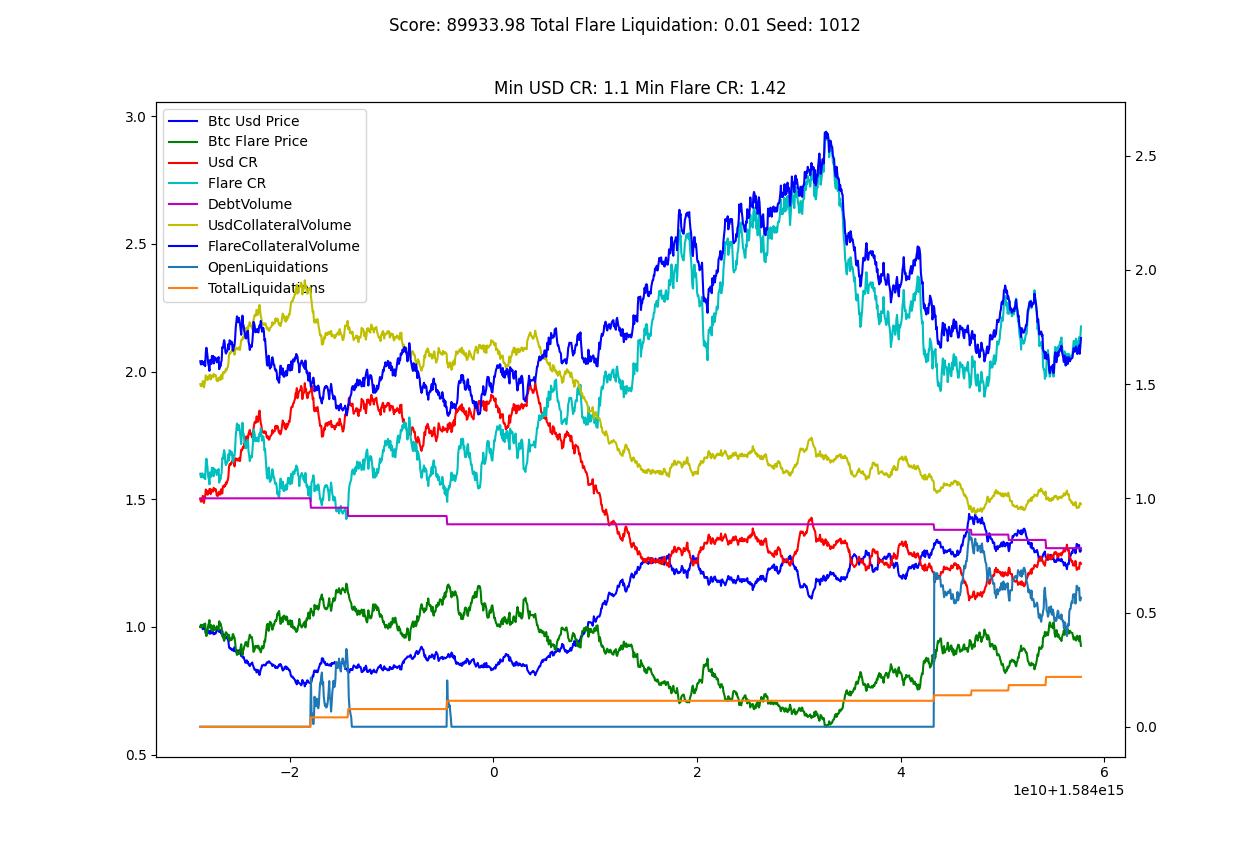 Score: 89933.98 Total Flare Liquidation: 0.01 Seed: 1012
Min USD CR: 1.1 Min Flare CR: 1.42
Btc Usd Price
Btc Flare Price
Usd CR
Flare CR
DebtVolume
UsdCollateralVolume
FlareCollateralVolume
OpenLiquidations
TotalLiquidations
3.0
2.5
2.0
1.5
1.0
0.5
2.5
2.0
1.5
1.0
0.5
0.0
−2
0
2
4
6
1e10+1.584e15